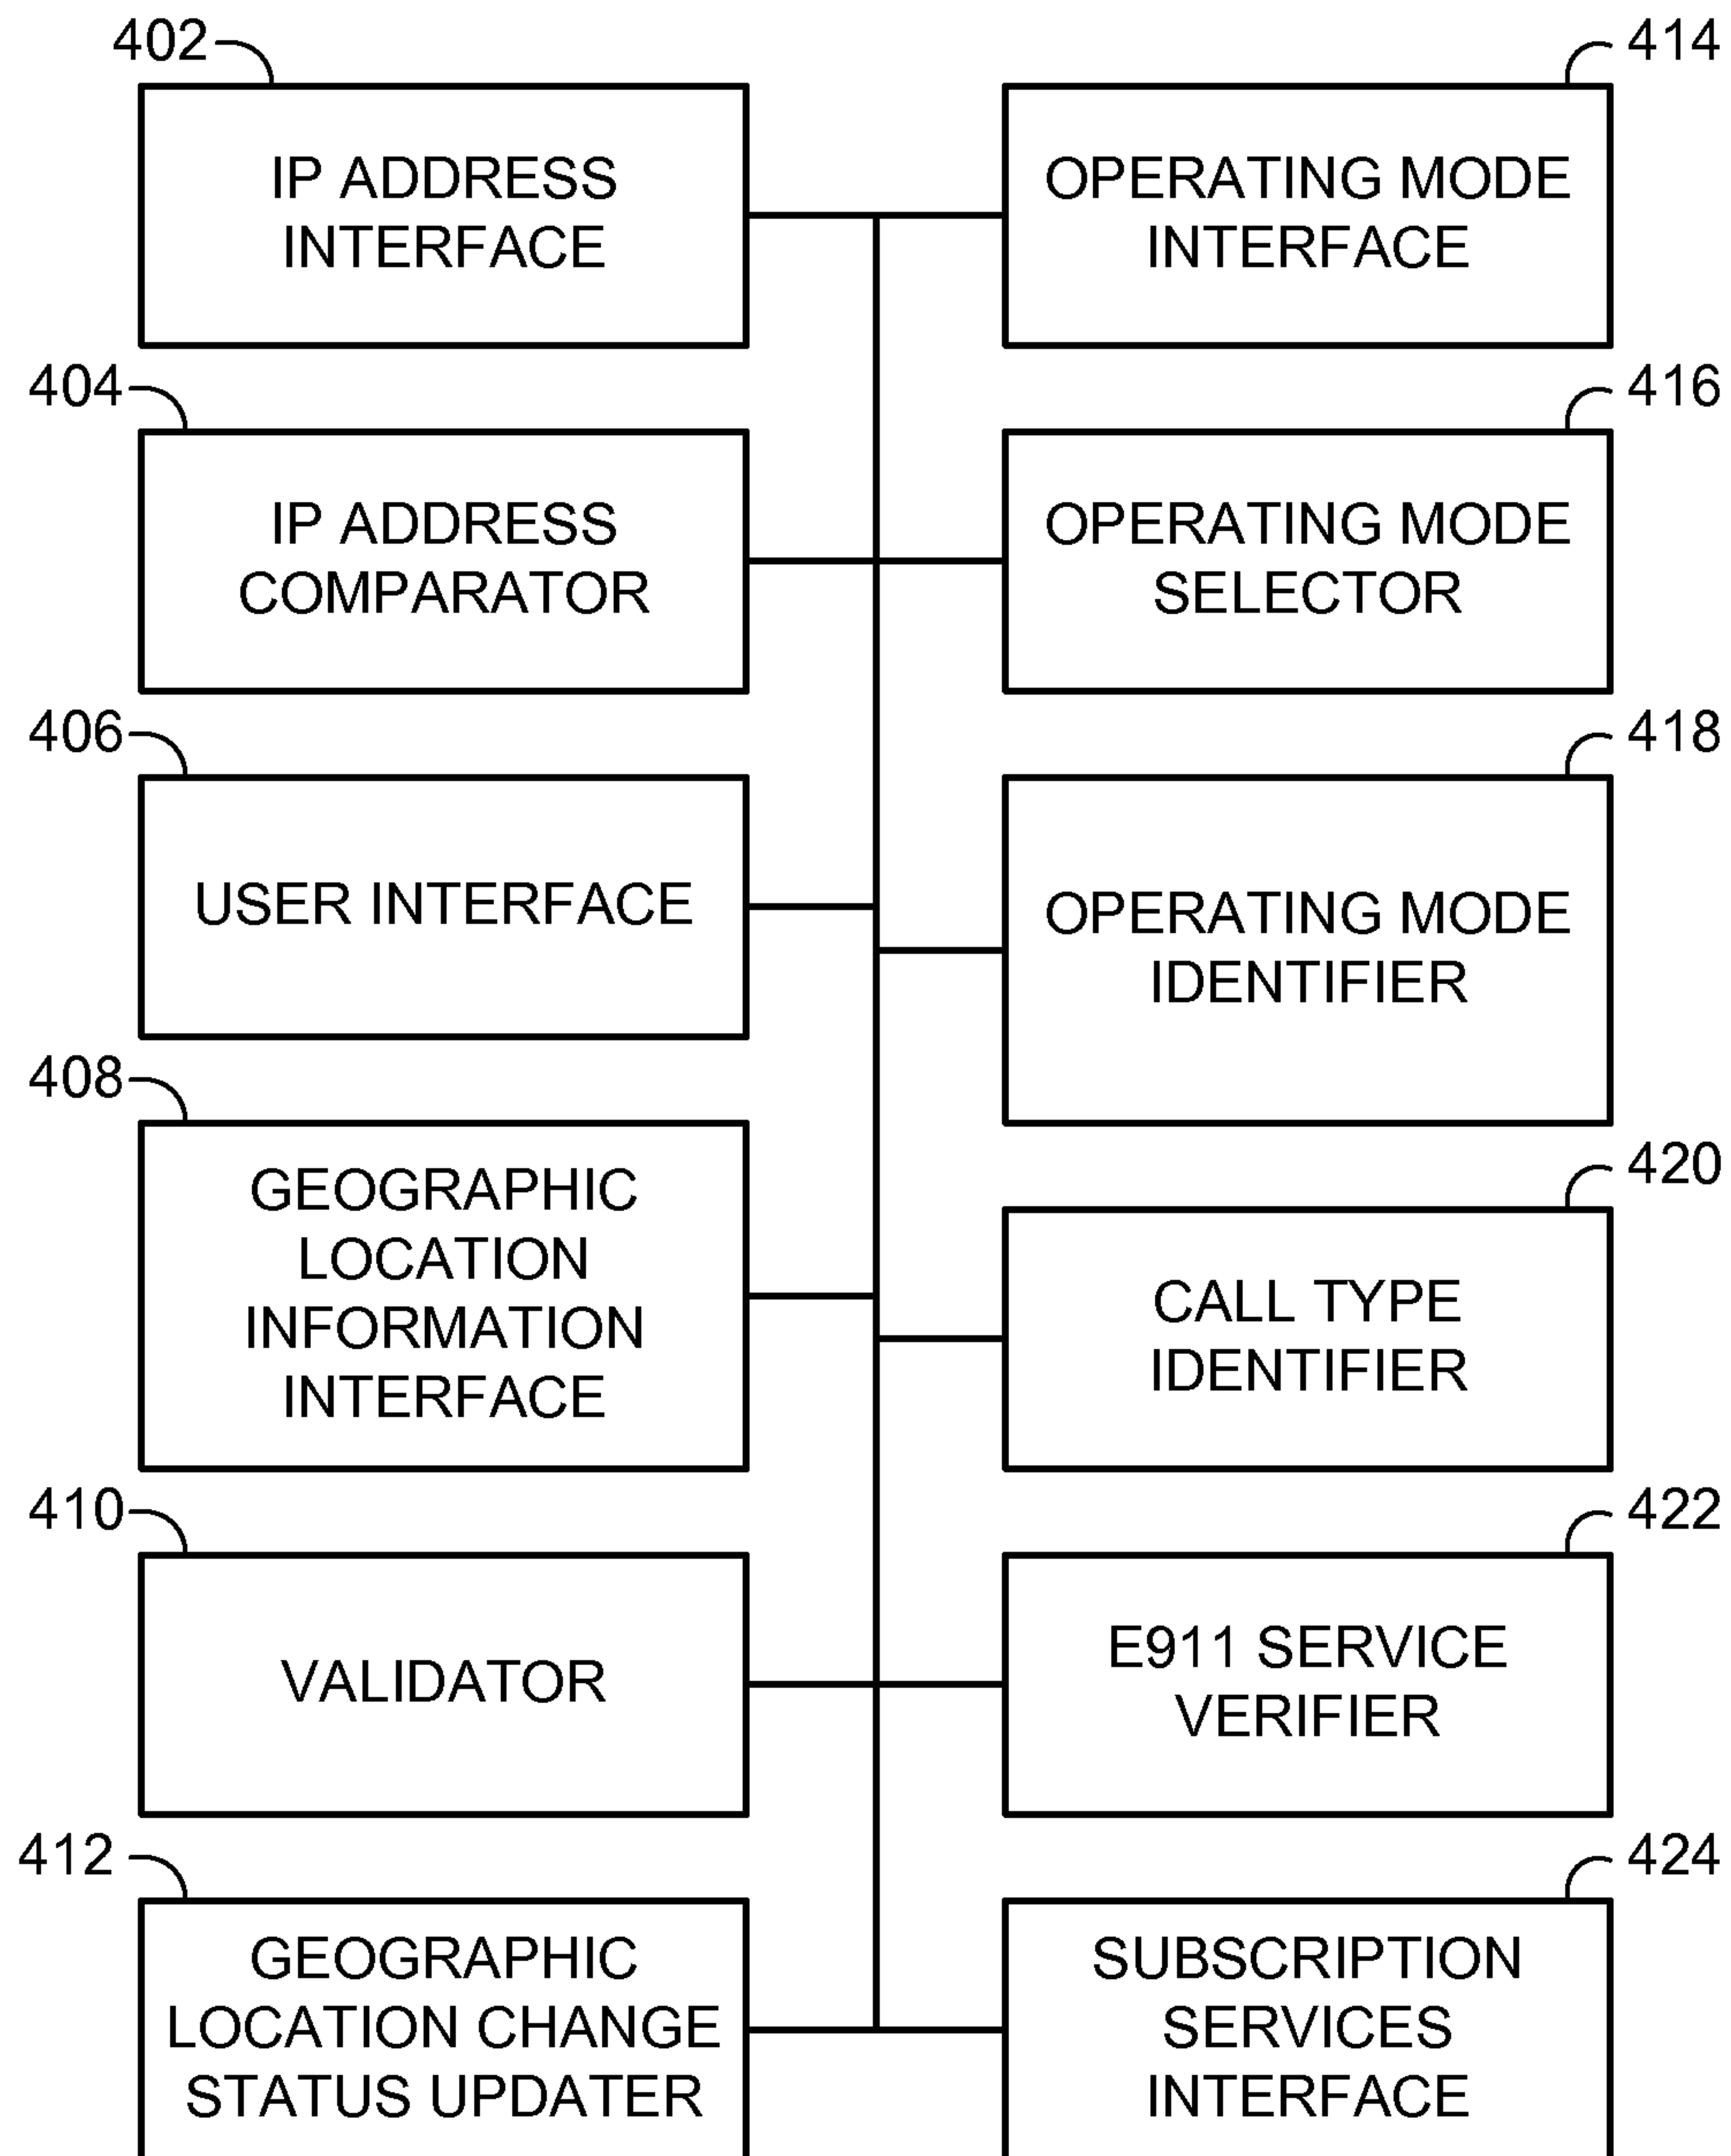 402
IP ADDRESS
INTERFACE
404
IP ADDRESS
COMPARATOR
406
USER INTERFACE
408
GEOGRAPHIC
LOCATION
INFORMATION
INTERFACE
410
VALIDATOR
412
GEOGRAPHIC
LOCATION CHANGE
STATUS UPDATER
414
OPERATING MODE
INTERFACE
416
OPERATING MODE
SELECTOR
418
OPERATING MODE
IDENTIFIER
420
CALL TYPE
IDENTIFIER
422
E911 SERVICE
VERIFIER
424
SUBSCRIPTION
SERVICES
INTERFACE